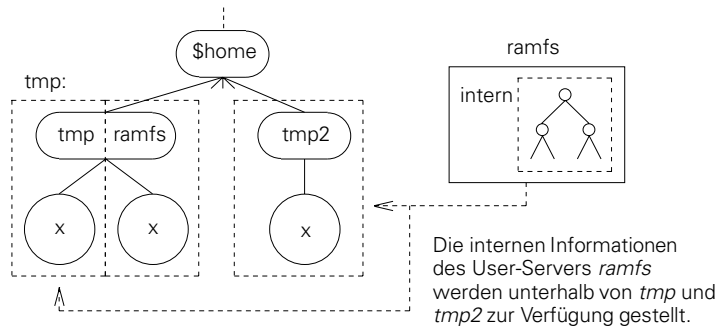 $home
ramfs
tmp:
intern
tmp ramfs
tmp2
x x
x
Die internen Informationen
des User-Servers ramfs
werden unterhalb von tmp und
tmp2 zur Verfügung gestellt.